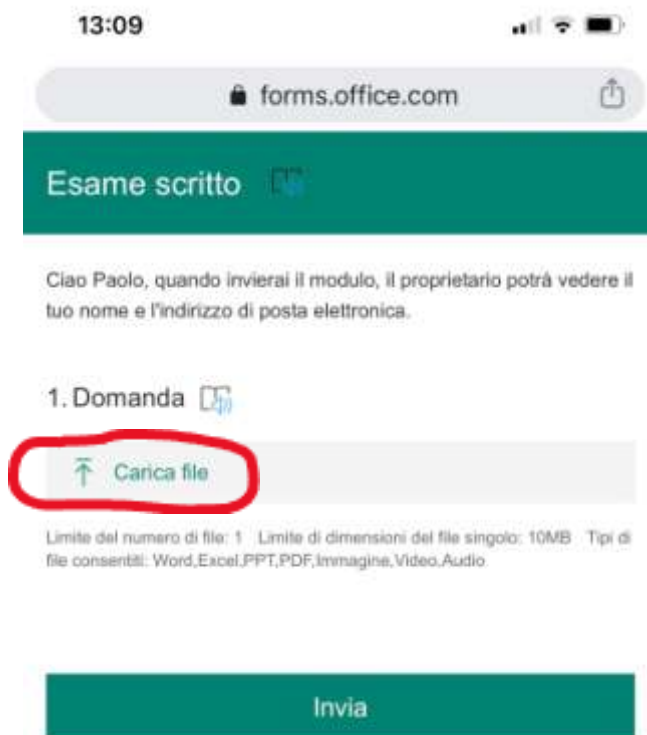 13:09
forms.office.com
Esame scritto
Ciao Paolo, quando invierai il modulo, il proprietario potrà vedere il
tuo nome e l'indirizzo di posta elettronica.
1. Domanda
Carica file
Limite del numero di file: 1 Limite di dimensioni del file singolo: 10MB Tipi di
file consentiti: Word,Excel,PPT,PDF,Immagine,Video,Audio
Invia